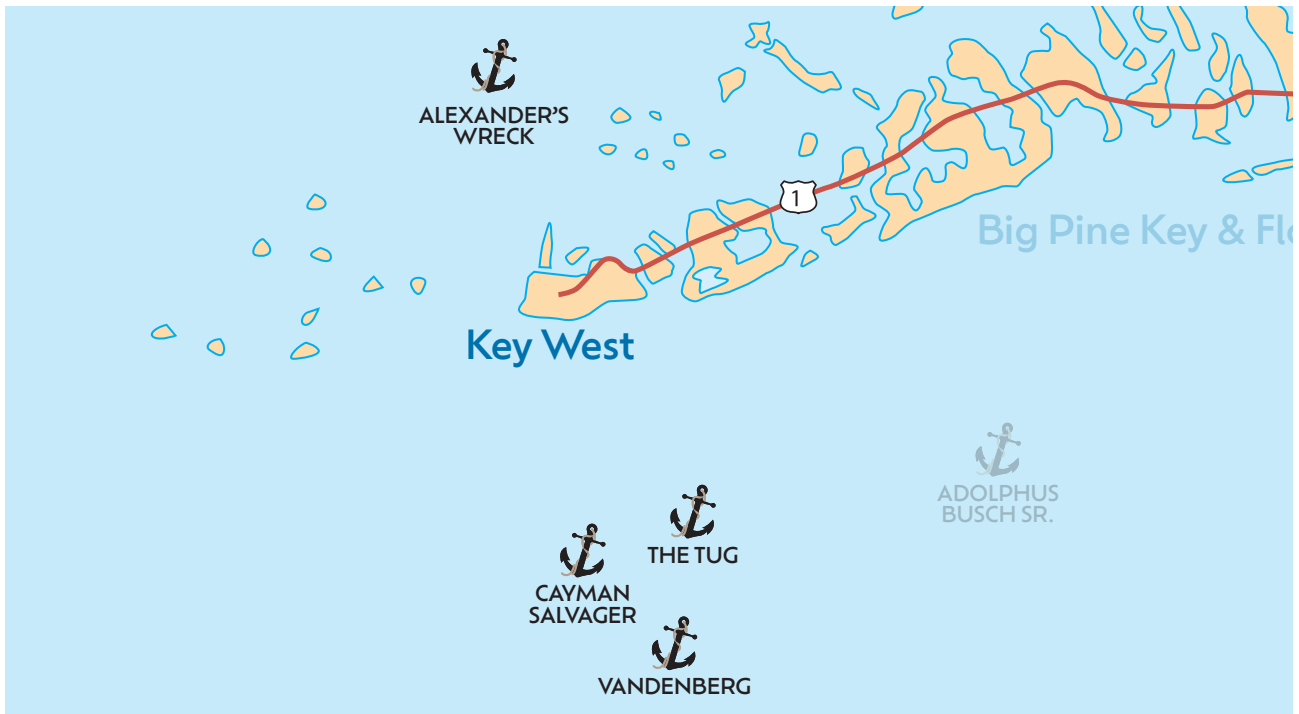 ALEXANDER'S
WRECK
1
Big Pine Key & Flo
Key West
ADOLPHUS
BUSCH SR.
THE TUG
CAYMAN
SALVAGER
VANDENBERG